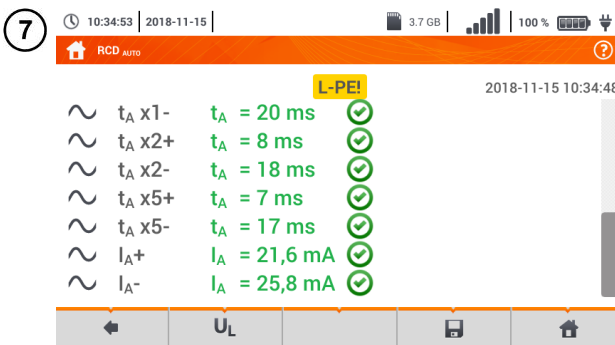 7
10:34:53 2018-11-15 3.7 GB 100 %
RCD AUTO ?
L-PE! 2018-11-15 10:34:48
tA x1- tA = 20 ms
tA x2+ tA = 8 ms
tA x2- tA = 18 ms
tA x5+ tA = 7 ms
tA x5- tA = 17 ms
IA+ IA = 21,6 mA
IA- IA = 25,8 mA
UL